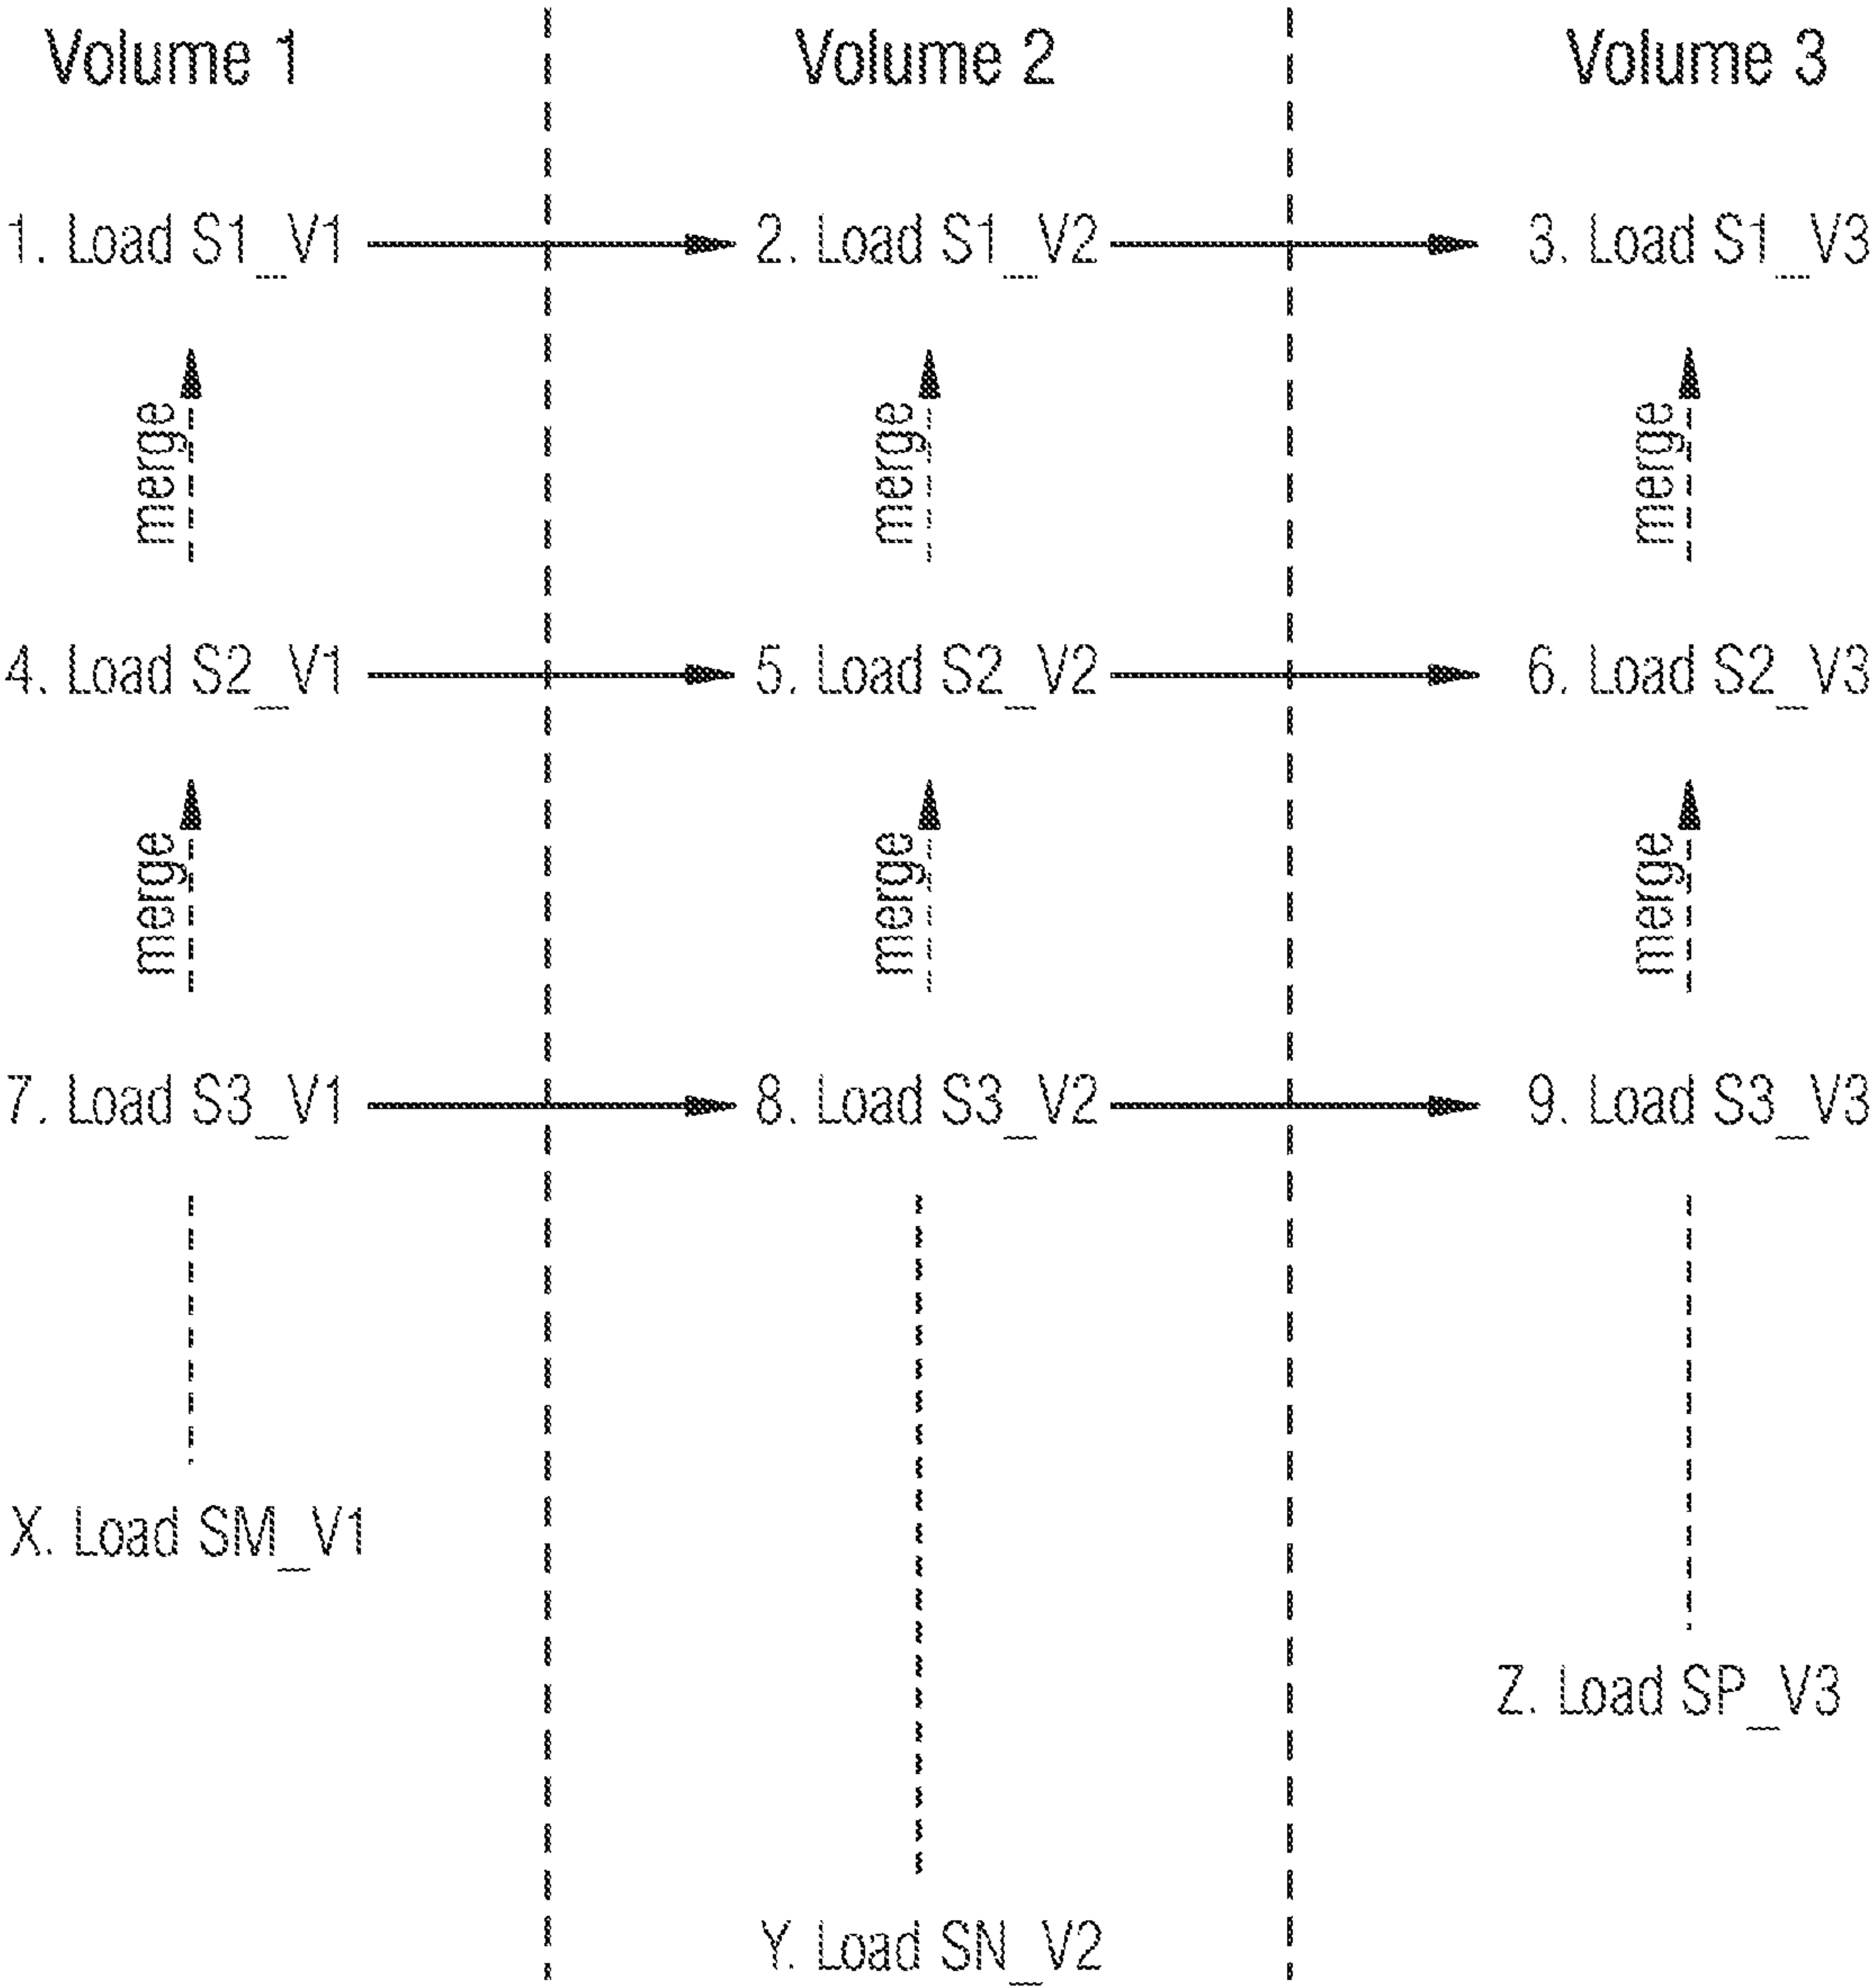 Volume 1
Volume 2
Volume 3
1. Load S1_V1
2. Load S1_V2
3. Load S1_V3
merge
merge
merge
4. Load S2_V1
5. Load S2_V2
6. Load S2_V3
merge
merge
merge
7. Load S3_V1
8. Load S3_V2
9. Load S3_V3
X. Load SM_V1
Z. Load SP_V3
Y. Load SN_V2